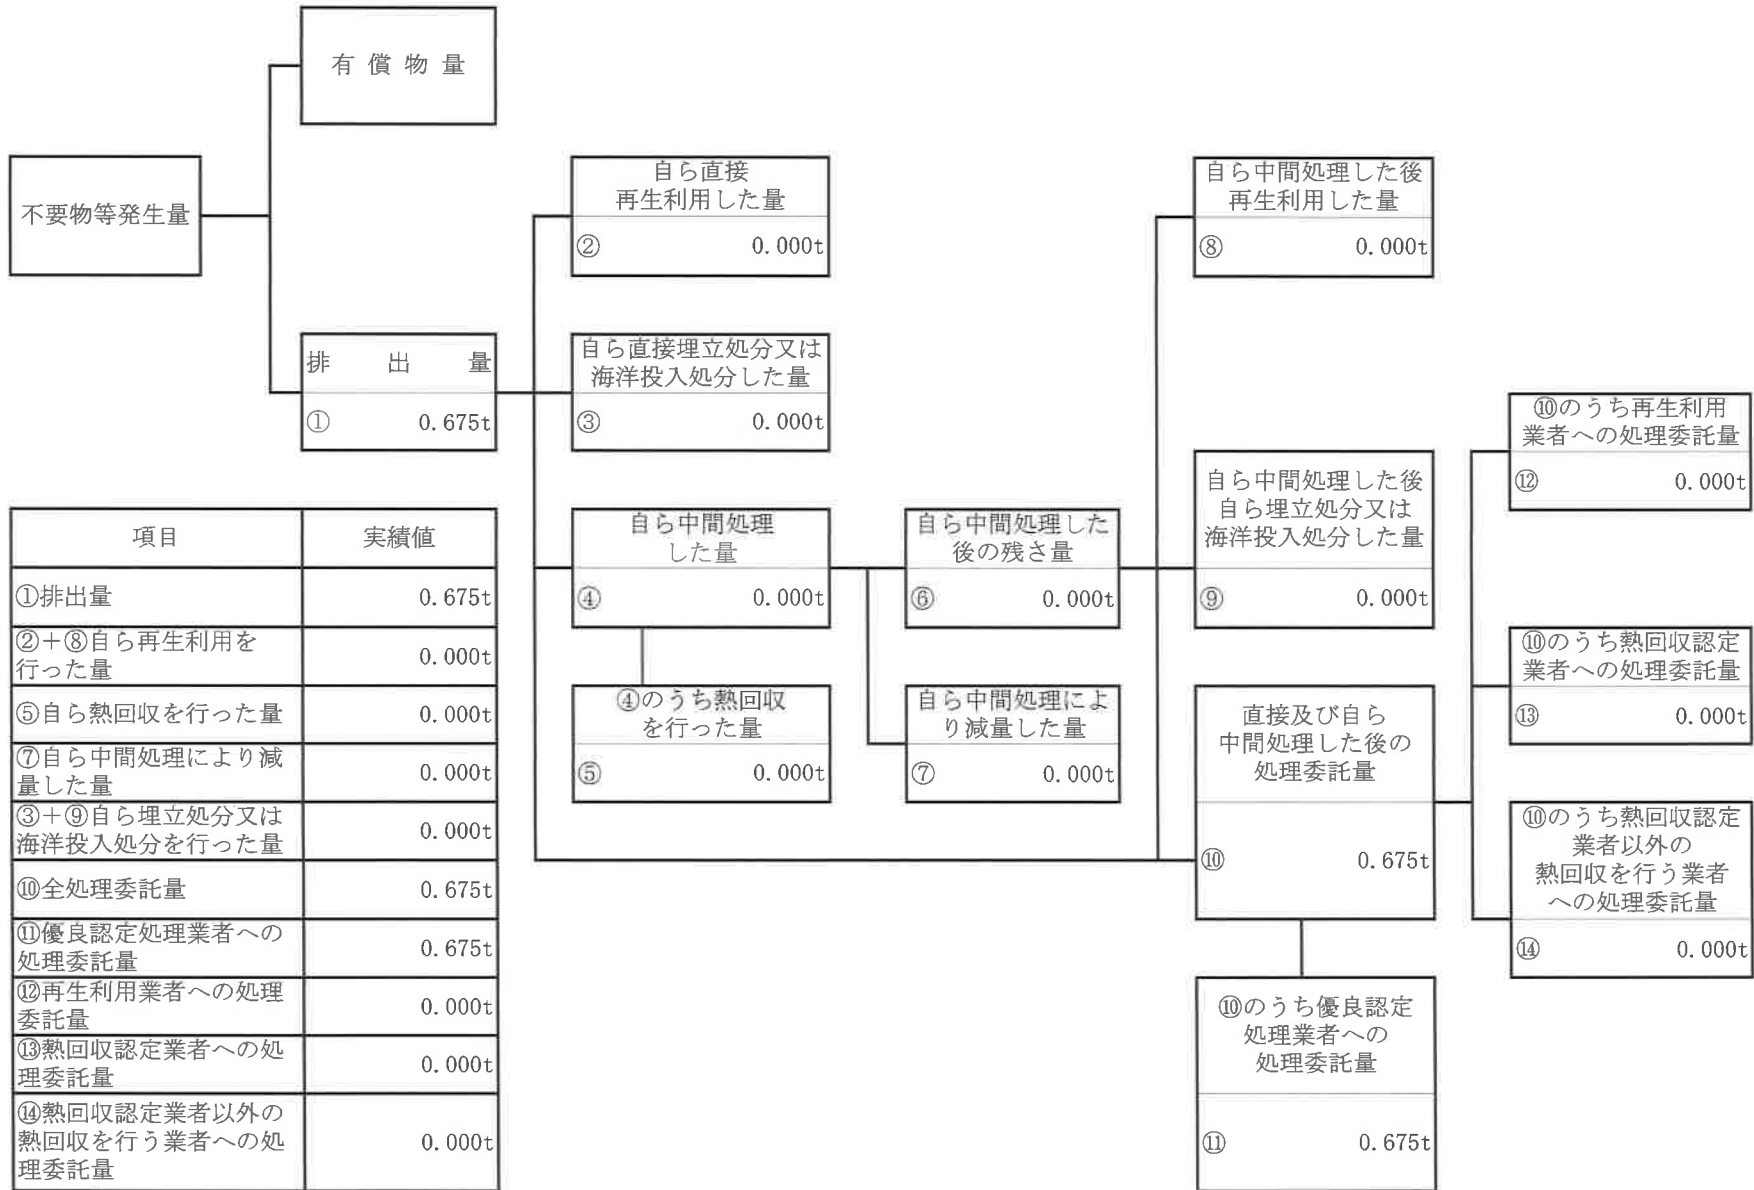 有償物量
不要物等発生量
自ら直接
再生利用した量
② 0.000t
自ら中間処理した後
再生利用した量
⑧ 0.000t
排出量
① 0.675t
自ら直接埋立処分又は
海洋投入処分した量
③ 0.000t
⑩のうち再生利用
業者への処理委託量
⑫ 0.000t
自ら中間処理した後
自ら埋立処分又は
海洋投入処分した量
⑨ 0.000t
自ら中間処理
した量
④ 0.000t
自ら中間処理した
後の残さ量
⑥ 0.000t
④のうち熱回収
を行った量
⑤ 0.000t
自ら中間処理によ
り減量した量
⑦ 0.000t
直接及び自ら
中間処理した後の
処理委託量
⑩ 0.675t
⑩のうち熱回収認定
業者への処理委託量
⑬ 0.000t
⑩のうち熱回収認定
業者以外の
熱回収を行う業者
への処理委託量
⑭ 0.000t
⑩のうち優良認定
処理業者への
処理委託量
⑪ 0.675t
項目 実績値
①排出量 0.675t
②+⑧自ら再生利用を
行った量 0.000t
⑤自ら熱回収を行った量 0.000t
⑦自ら中間処理により減
量した量 0.000t
③+⑨自ら埋立処分又は
海洋投入処分を行った量 0.000t
⑩全処理委託量 0.675t
⑪優良認定処理業者への
処理委託量 0.675t
⑫再生利用業者への処理
委託量 0.000t
⑬熱回収認定業者への処
理委託量 0.000t
⑭熱回収認定業者以外の
熱回収を行う業者への処
理委託量 0.000t